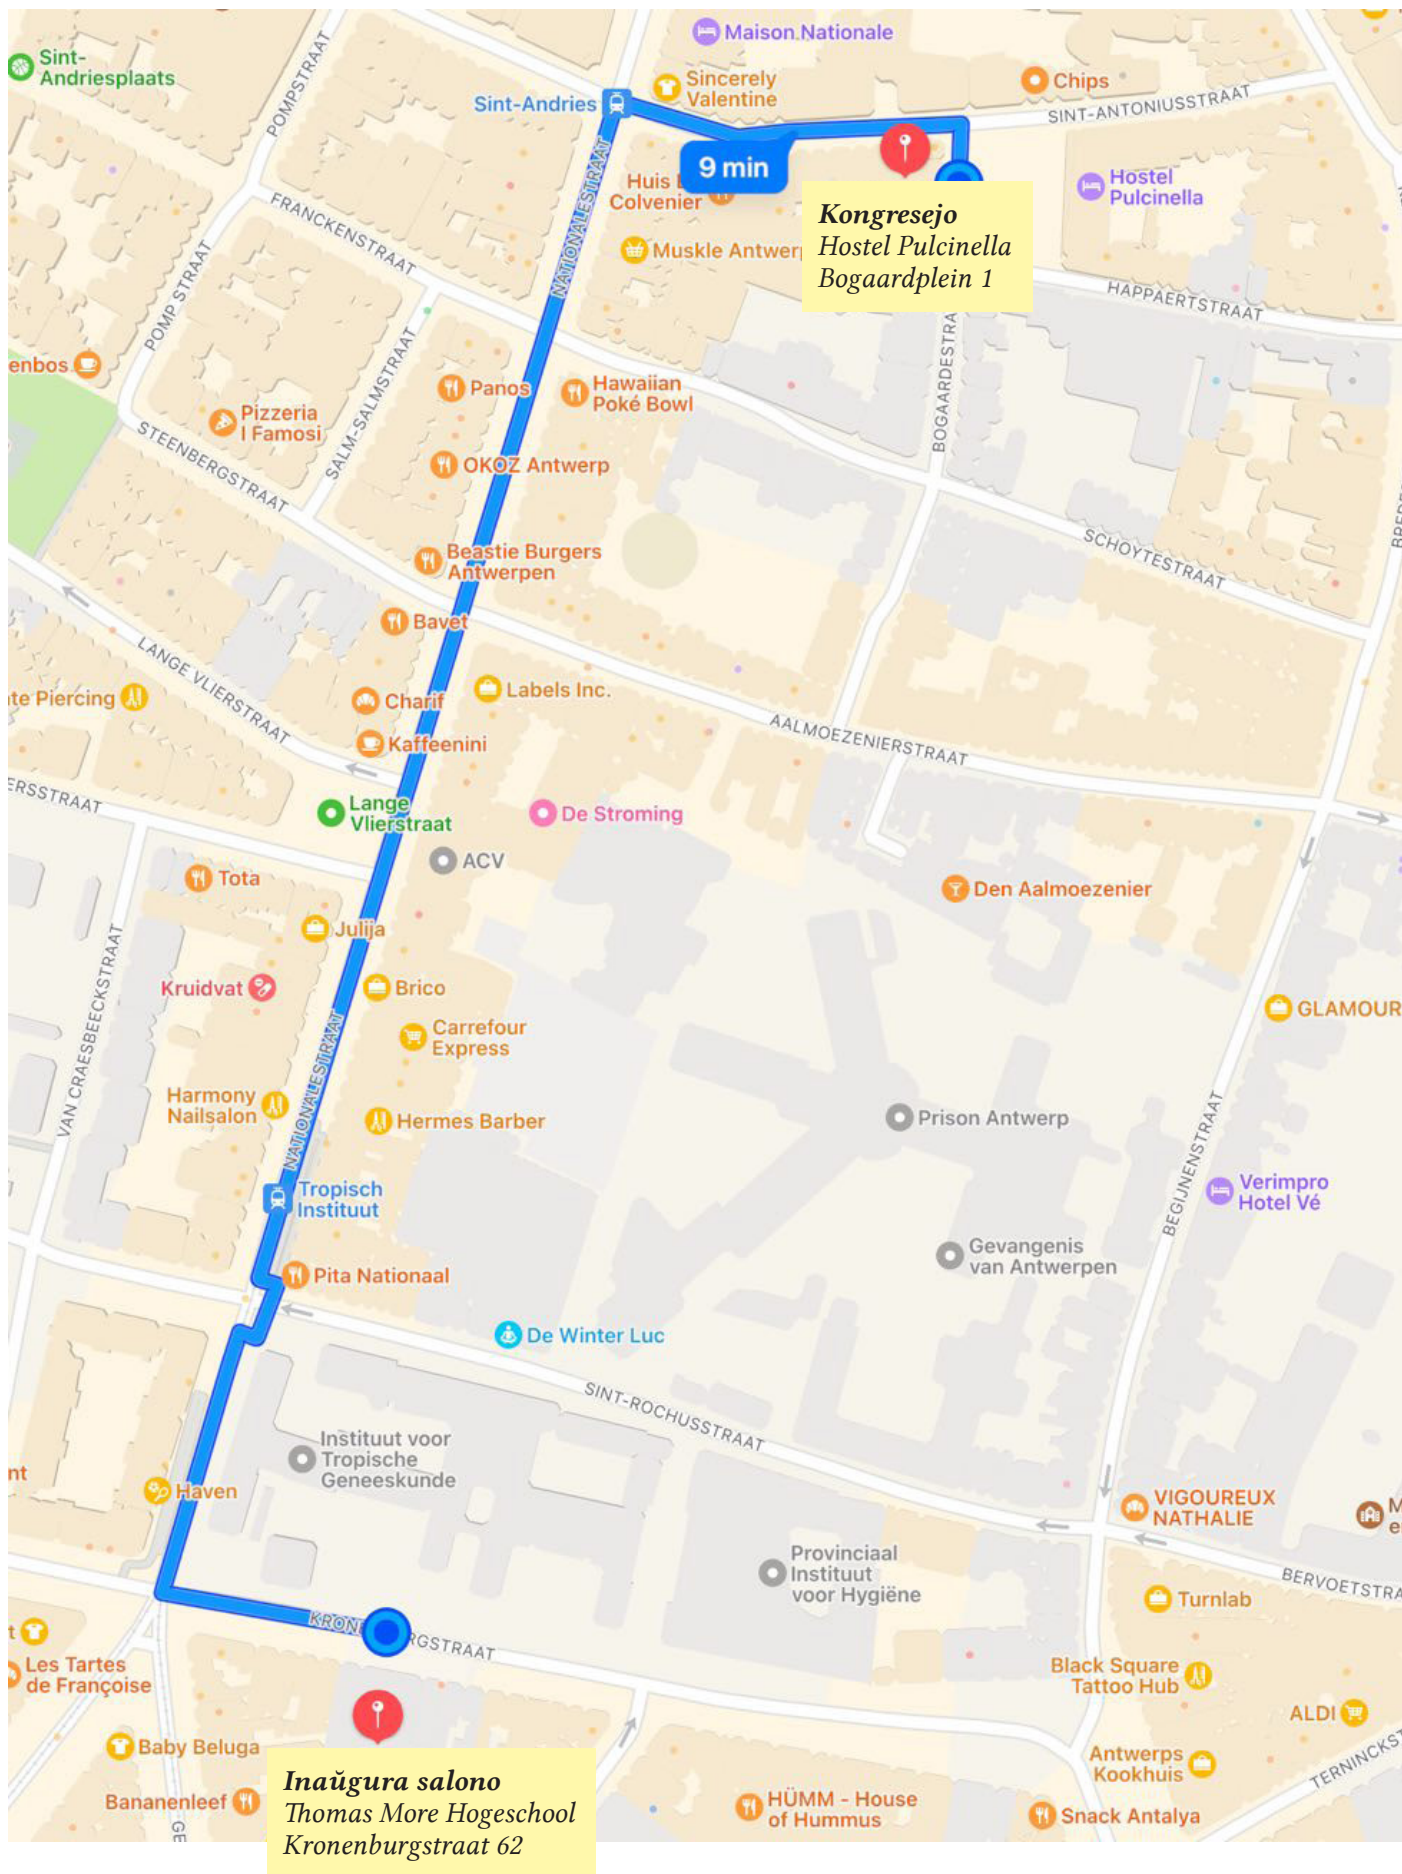 Maison Nationale
Sint-
Andriesplaats
POMPSTRAAT
Sint-Andries
Sincerely
Valentine
Chips
SINT-ANTONIUSSTRAAT
9 min
Huis
Colvenier
Hostel
Pulcinella
Kongresejo
Hostel Pulcinella
Bogaardplein 1
FRANCKENSTRAAT
NATIONALESTRAAT
Muskle Antwerp
POMP STRAAT
HAPPAERTSTRAAT
BOGAARDESTRA
enbos
Panos
Hawaiian
Poké Bowl
Pizzeria
I Famosi
SALM-SALMSTRAAT
STEENBERGSTRAAT
OKOZ Antwerp
SCHOYTESTRAAT
BREDE
Beastie Burgers
Antwerpen
Bavet
LANGE VLIERSTRAAT
te Piercing
Charif
Labels Inc.
Kaffeenini
AALMOEZENIERSTRAAT
ERSSTRAAT
Lange
Vlierstraat
De Stroming
ACV
Tota
Den Aalmoezenier
Julija
VAN CRAESBEECKSTRAAT
Kruidvat
Brico
GLAMOUR
Carrefour
Express
NATIONALESTRAAT
Harmony
Nailsalon
Hermes Barber
Prison Antwerp
BEGIJNENSTRAAT
Tropisch
Instituut
Verimpro
Hotel Vé
Gevangenis
van Antwerpen
Pita Nationaal
De Winter Luc
SINT-ROCHUSSTRAAT
Instituut voor
Tropische
Geneeskunde
nt
Haven
VIGOUREUX
NATHALIE
M
e
Provinciaal
Instituut
voor Hygiëne
BERVOETSTRA
Turnlab
t
KRONE
RGSTRAAT
Les Tartes
de Françoise
Black Square
Tattoo Hub
ALDI
Baby Beluga
Antwerps
Kookhuis
TERNINCKS
Inaŭgura salono
Thomas More Hogeschool
Kronenburgstraat 62
Bananenleef
GE
HÜMM - House
of Hummus
Snack Antalya